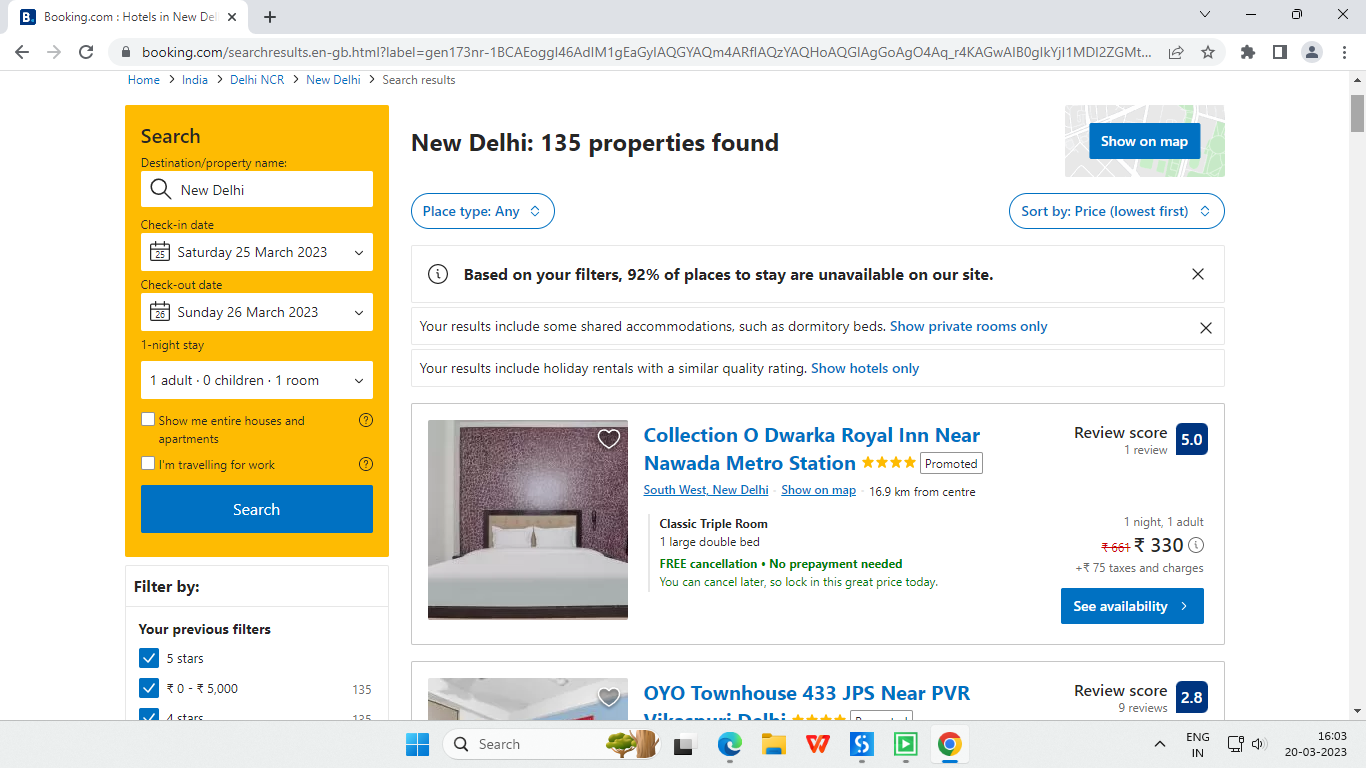 Booking.com : Hotels in New Del
booking.com/searchresults.en-gb.html?label=gen173nr-1BCAEoggI46AdIM1gEaGyIAQGYAQm4ARfIAQzYAQHoAQGIAgGoAgO4Aq_r4KAGwAIB0gIkYjI1MDI2ZGMt...
Home > India > Delhi NCR > New Delhi > Search results
Search
Destination/property name:
New Delhi
Check-in date
25
Saturday 25 March 2023
Check-out date
26
Sunday 26 March 2023
1-night stay
1 adult · 0 children · 1 room
Show me entire houses and
apartments
I'm travelling for work
Search
Filter by:
Your previous filters
5 stars
₹ 0 - ₹ 5,000 135
4 stars 135
New Delhi: 135 properties found
Show on map
Place type: Any
Sort by: Price (lowest first)
Based on your filters, 92% of places to stay are unavailable on our site.
Your results include some shared accommodations, such as dormitory beds. Show private rooms only
Your results include holiday rentals with a similar quality rating. Show hotels only
Collection O Dwarka Royal Inn Near
Nawada Metro Station Promoted
South West, New Delhi · Show on map · 16.9 km from centre
Review score 5.0
1 review
Classic Triple Room
1 large double bed
FREE cancellation • No prepayment needed
You can cancel later, so lock in this great price today.
1 night, 1 adult
₹ 661 ₹ 330
+₹ 75 taxes and charges
See availability
OYO Townhouse 433 JPS Near PVR
Vikaspuri Delhi Promoted
Review score 2.8
9 reviews
Search
ENG
IN
16:03
20-03-2023